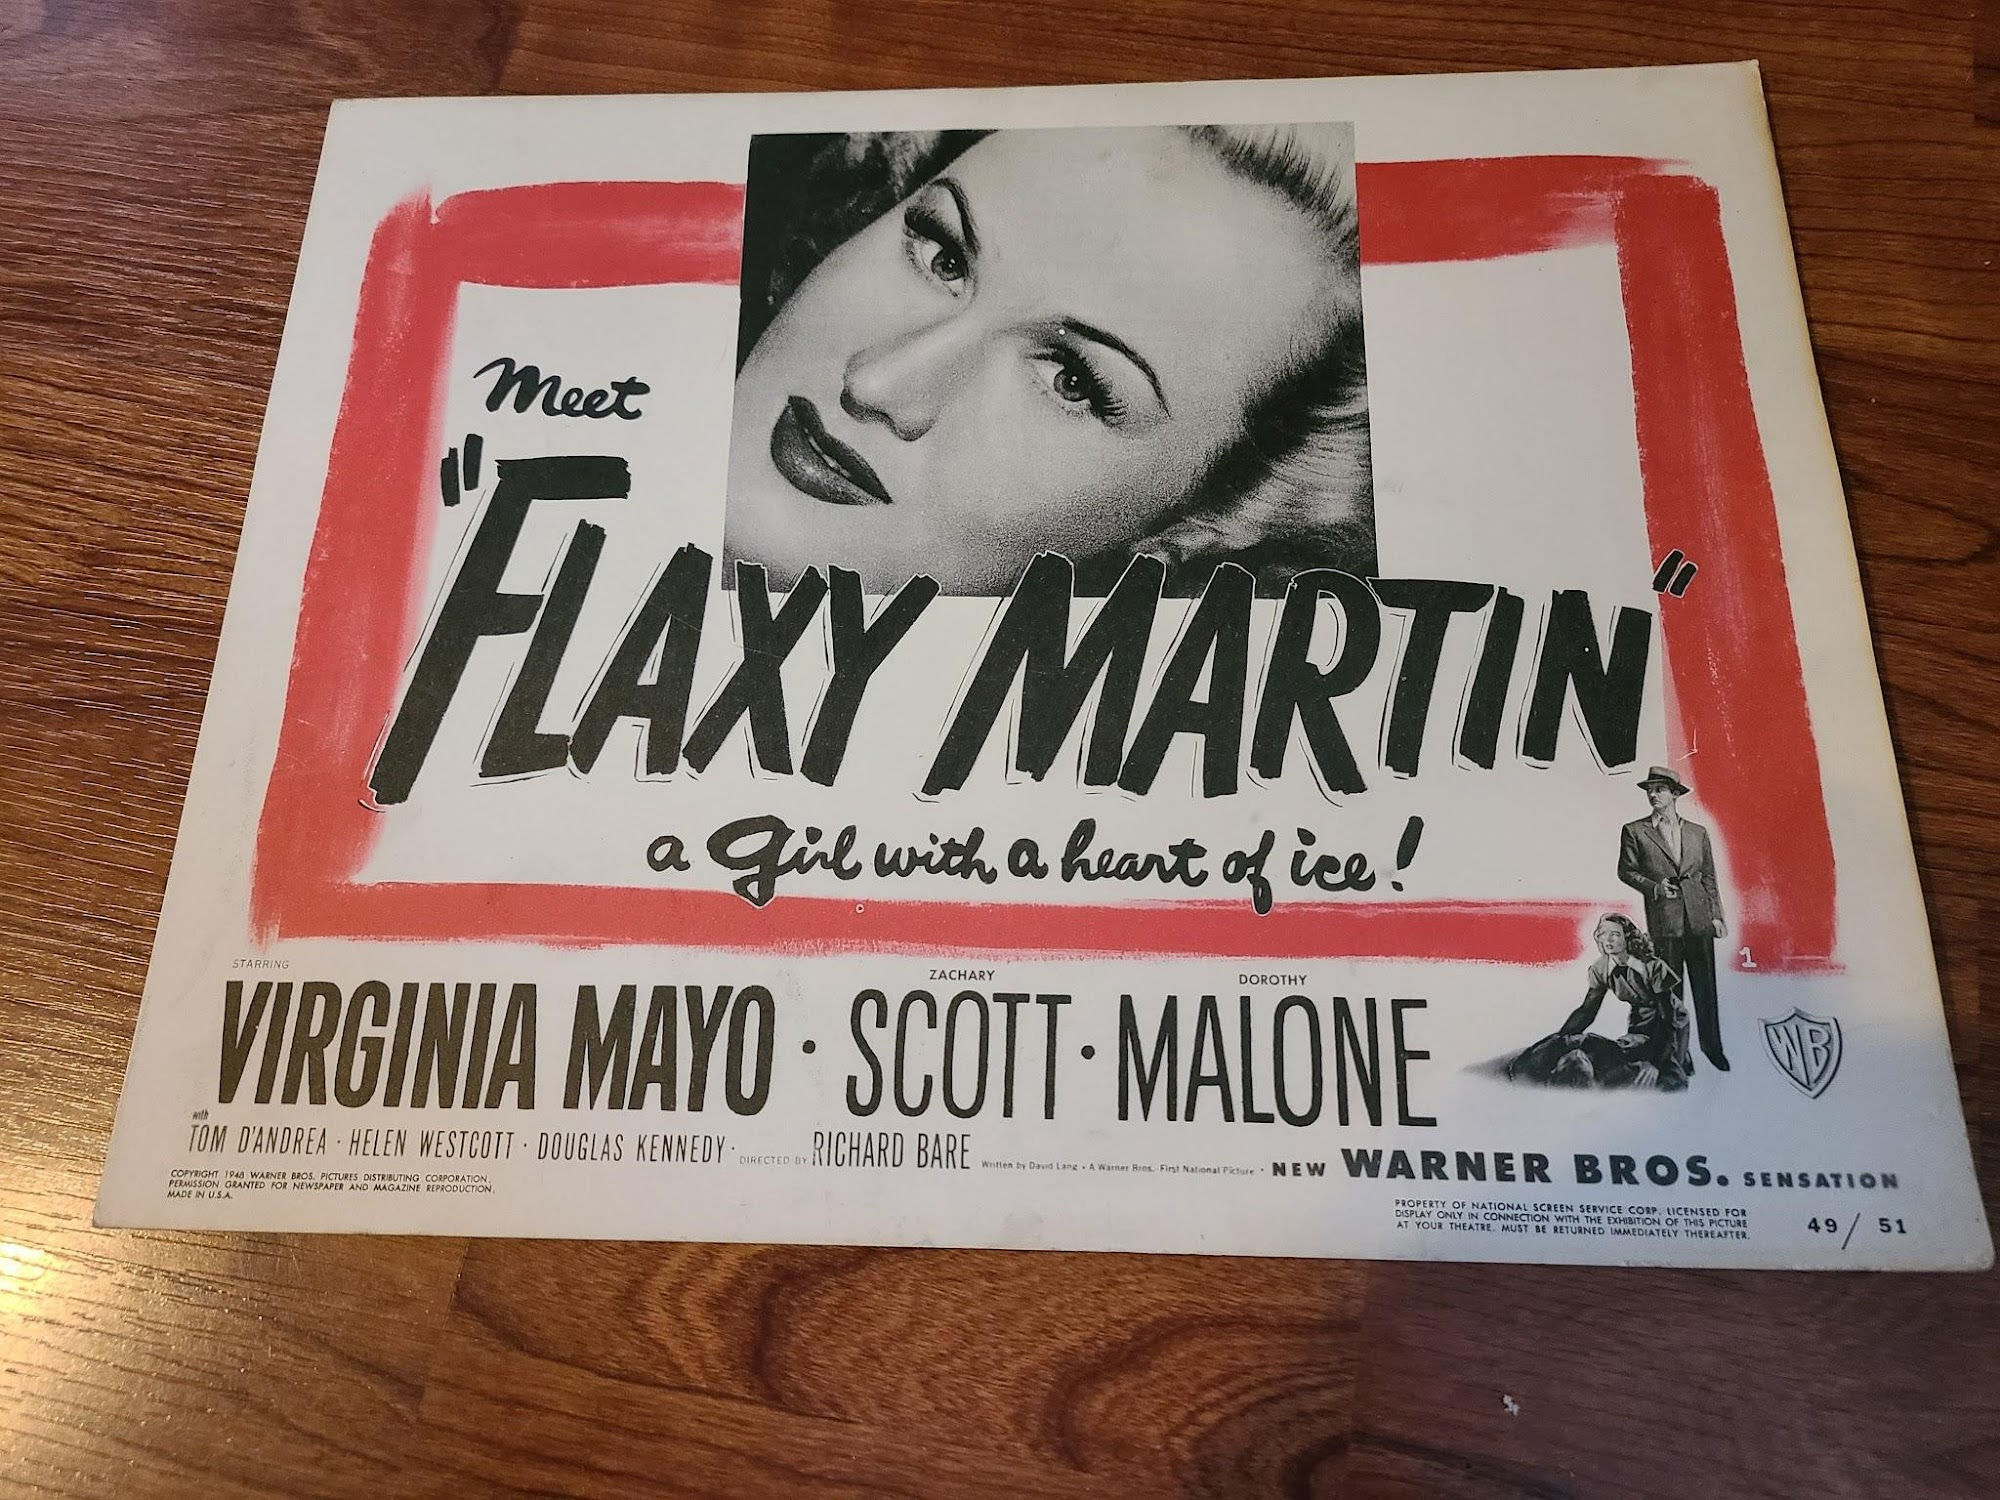 Meet
"FLAXY MARTIN"
a Girl with a heart of ice!
1
STARRING
VIRGINIA MAYO · ZACHARY SCOTT · DOROTHY MALONE
WB
with
TOM D'ANDREA · HELEN WESTCOTT · DOUGLAS KENNEDY · DIRECTED BY RICHARD BARE Written by David Lang · A Warner Bros. First National Picture · NEW WARNER BROS. SENSATION
COPYRIGHT 1948 WARNER BROS. PICTURES DISTRIBUTING CORPORATION.
PERMISSION GRANTED FOR NEWSPAPER AND MAGAZINE REPRODUCTION.
MADE IN U.S.A.
PROPERTY OF NATIONAL SCREEN SERVICE CORP. LICENSED FOR
DISPLAY ONLY IN CONNECTION WITH THE EXHIBITION OF THIS PICTURE
AT YOUR THEATRE. MUST BE RETURNED IMMEDIATELY THEREAFTER.
49/51